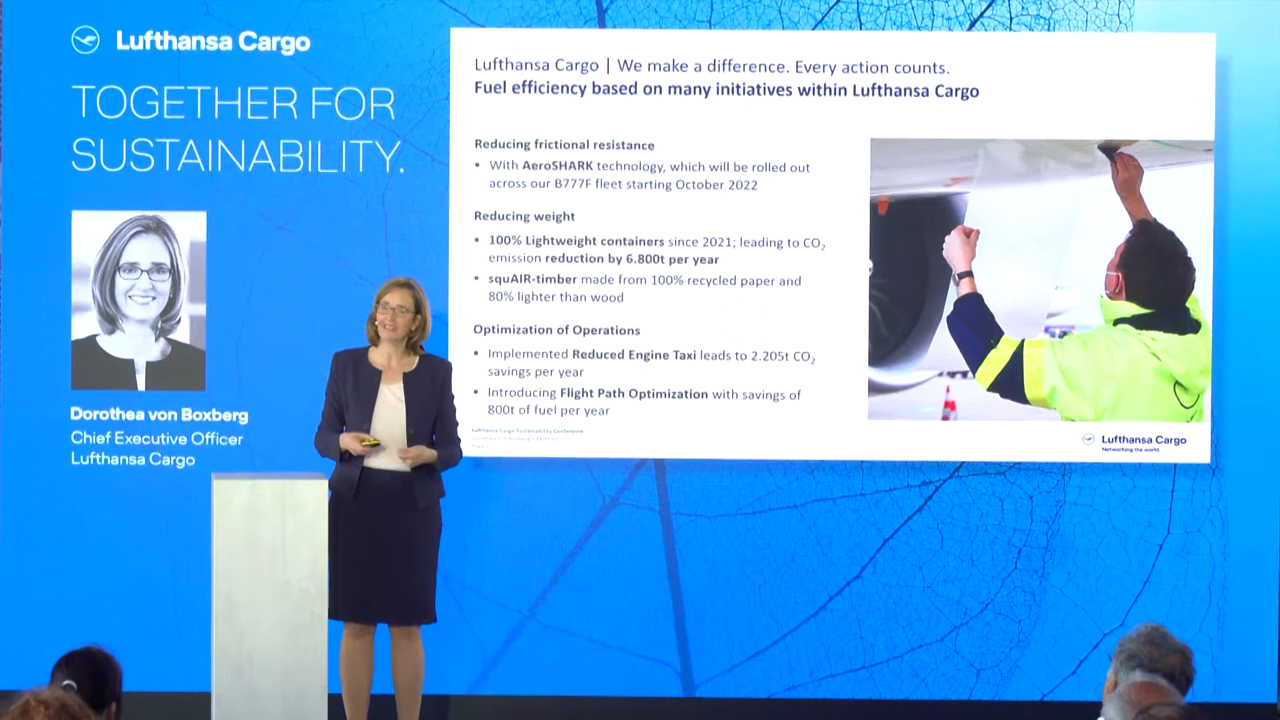 Lufthansa Cargo
TOGETHER FOR
SUSTAINABILITY.
Dorothea von Boxberg
Chief Executive Officer
Lufthansa Cargo
Lufthansa Cargo | We make a difference. Every action counts.
Fuel efficiency based on many initiatives within Lufthansa Cargo
Reducing frictional resistance
• With AeroSHARK technology, which will be rolled out
across our B777F fleet starting October 2022
Reducing weight
• 100% Lightweight containers since 2021; leading to CO₂
emission reduction by 6.800t per year
• squAIR-timber made from 100% recycled paper and
80% lighter than wood
Optimization of Operations
• Implemented Reduced Engine Taxi leads to 2.205t CO₂
savings per year
• Introducing Flight Path Optimization with savings of
800t of fuel per year
Lufthansa Cargo Sustainability Conference
Lufthansa Cargo
Networking the world.